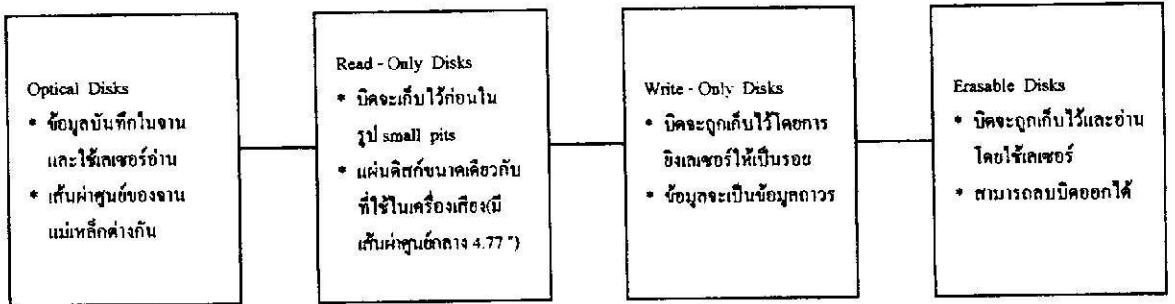 Optical Disks
* ข้อมูลบันทึกในจาน
และใช้เลเซอร์อ่าน
* เส้นผ่าศูนย์ของจาน
แม่เหล็กต่างกัน
Read - Only Disks
* บิตจะเก็บไว้ก่อนใน
รูป small pits
* แผ่นดิสก์ขนาดเดียวกับ
ที่ใช้ในเครื่องเสียง(มี
เส้นผ่าศูนย์กลาง 4.77 ")
Write - Only Disks
* บิตจะถูกเก็บไว้โดยการ
ยิงเลเซอร์ให้เป็นรอย
* ข้อมูลจะเป็นข้อมูลถาวร
Erasable Disks
* บิตจะถูกเก็บไว้และอ่าน
โดยใช้เลเซอร์
* สามารถลบบิตออกได้